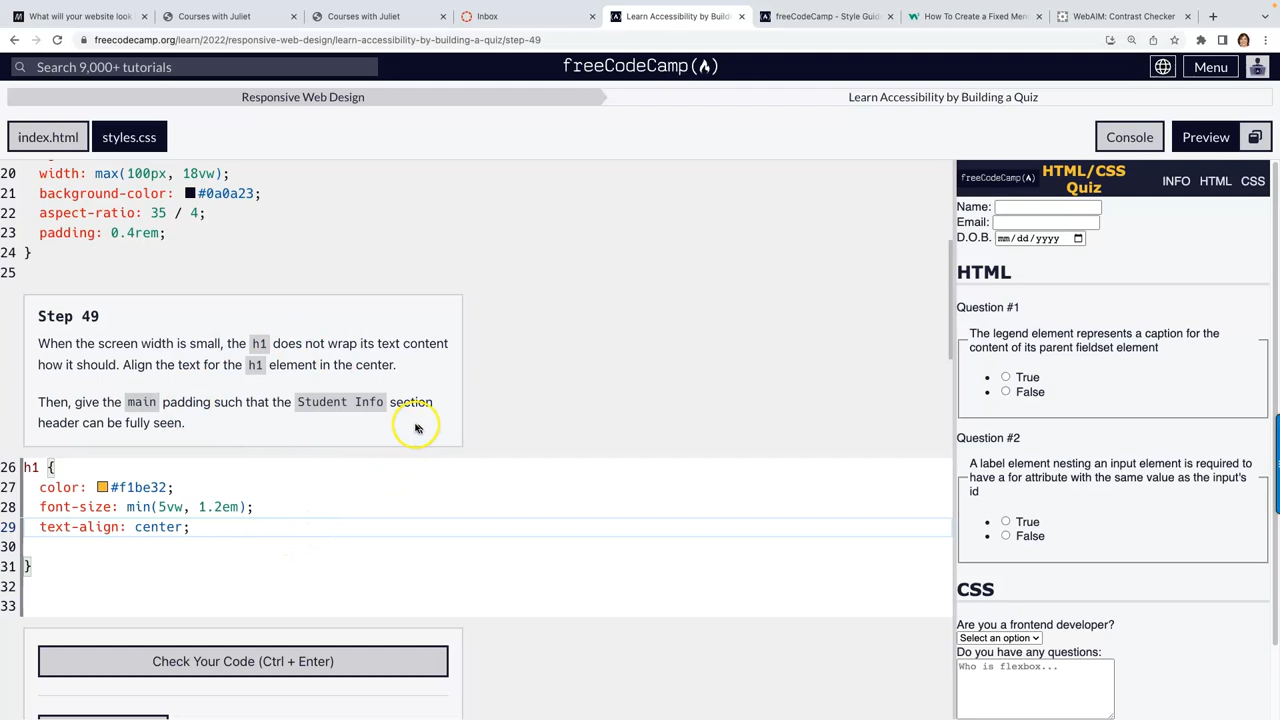 What will your website look
Courses with Juliet
Courses with Juliet
Inbox
Learn Accessibility by Build
freeCodeCamp - Style Guid
How To Create a Fixed Men
WebAIM: Contrast Checker
freecodecamp.org/learn/2022/responsive-web-design/learn-accessibility-by-building-a-quiz/step-49
Search 9,000+ tutorials
freeCodeCamp
Menu
Responsive Web Design
Learn Accessibility by Building a Quiz
index.html
styles.css
Console
Preview
20 width: max(100px, 18vw);
21 background-color: #0a0a23;
22 aspect-ratio: 35 / 4;
23 padding: 0.4rem;
24 }
25
Step 49
When the screen width is small, the h1 does not wrap its text content
how it should. Align the text for the h1 element in the center.
Then, give the main padding such that the Student Info section
header can be fully seen.
26 h1 {
27 color: #f1be32;
28 font-size: min(5vw, 1.2em);
29 text-align: center;
30
31 }
32
33
Check Your Code (Ctrl + Enter)
freeCodeCamp
HTML/CSS
Quiz
INFO HTML CSS
Name:
Email:
D.O.B. mm/dd/yyyy
HTML
Question #1
The legend element represents a caption for the
content of its parent fieldset element
• True
• False
Question #2
A label element nesting an input element is required to
have a for attribute with the same value as the input's
id
• True
• False
CSS
Are you a frontend developer?
Select an option
Do you have any questions:
Who is flexbox...